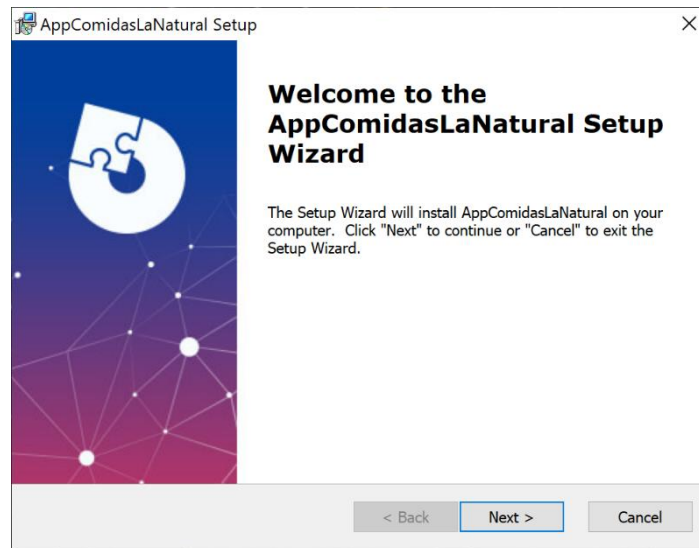 AppComidasLaNatural Setup
Welcome to the
AppComidasLaNatural Setup
Wizard
The Setup Wizard will install AppComidasLaNatural on your
computer. Click "Next" to continue or "Cancel" to exit the
Setup Wizard.
< Back Next > Cancel